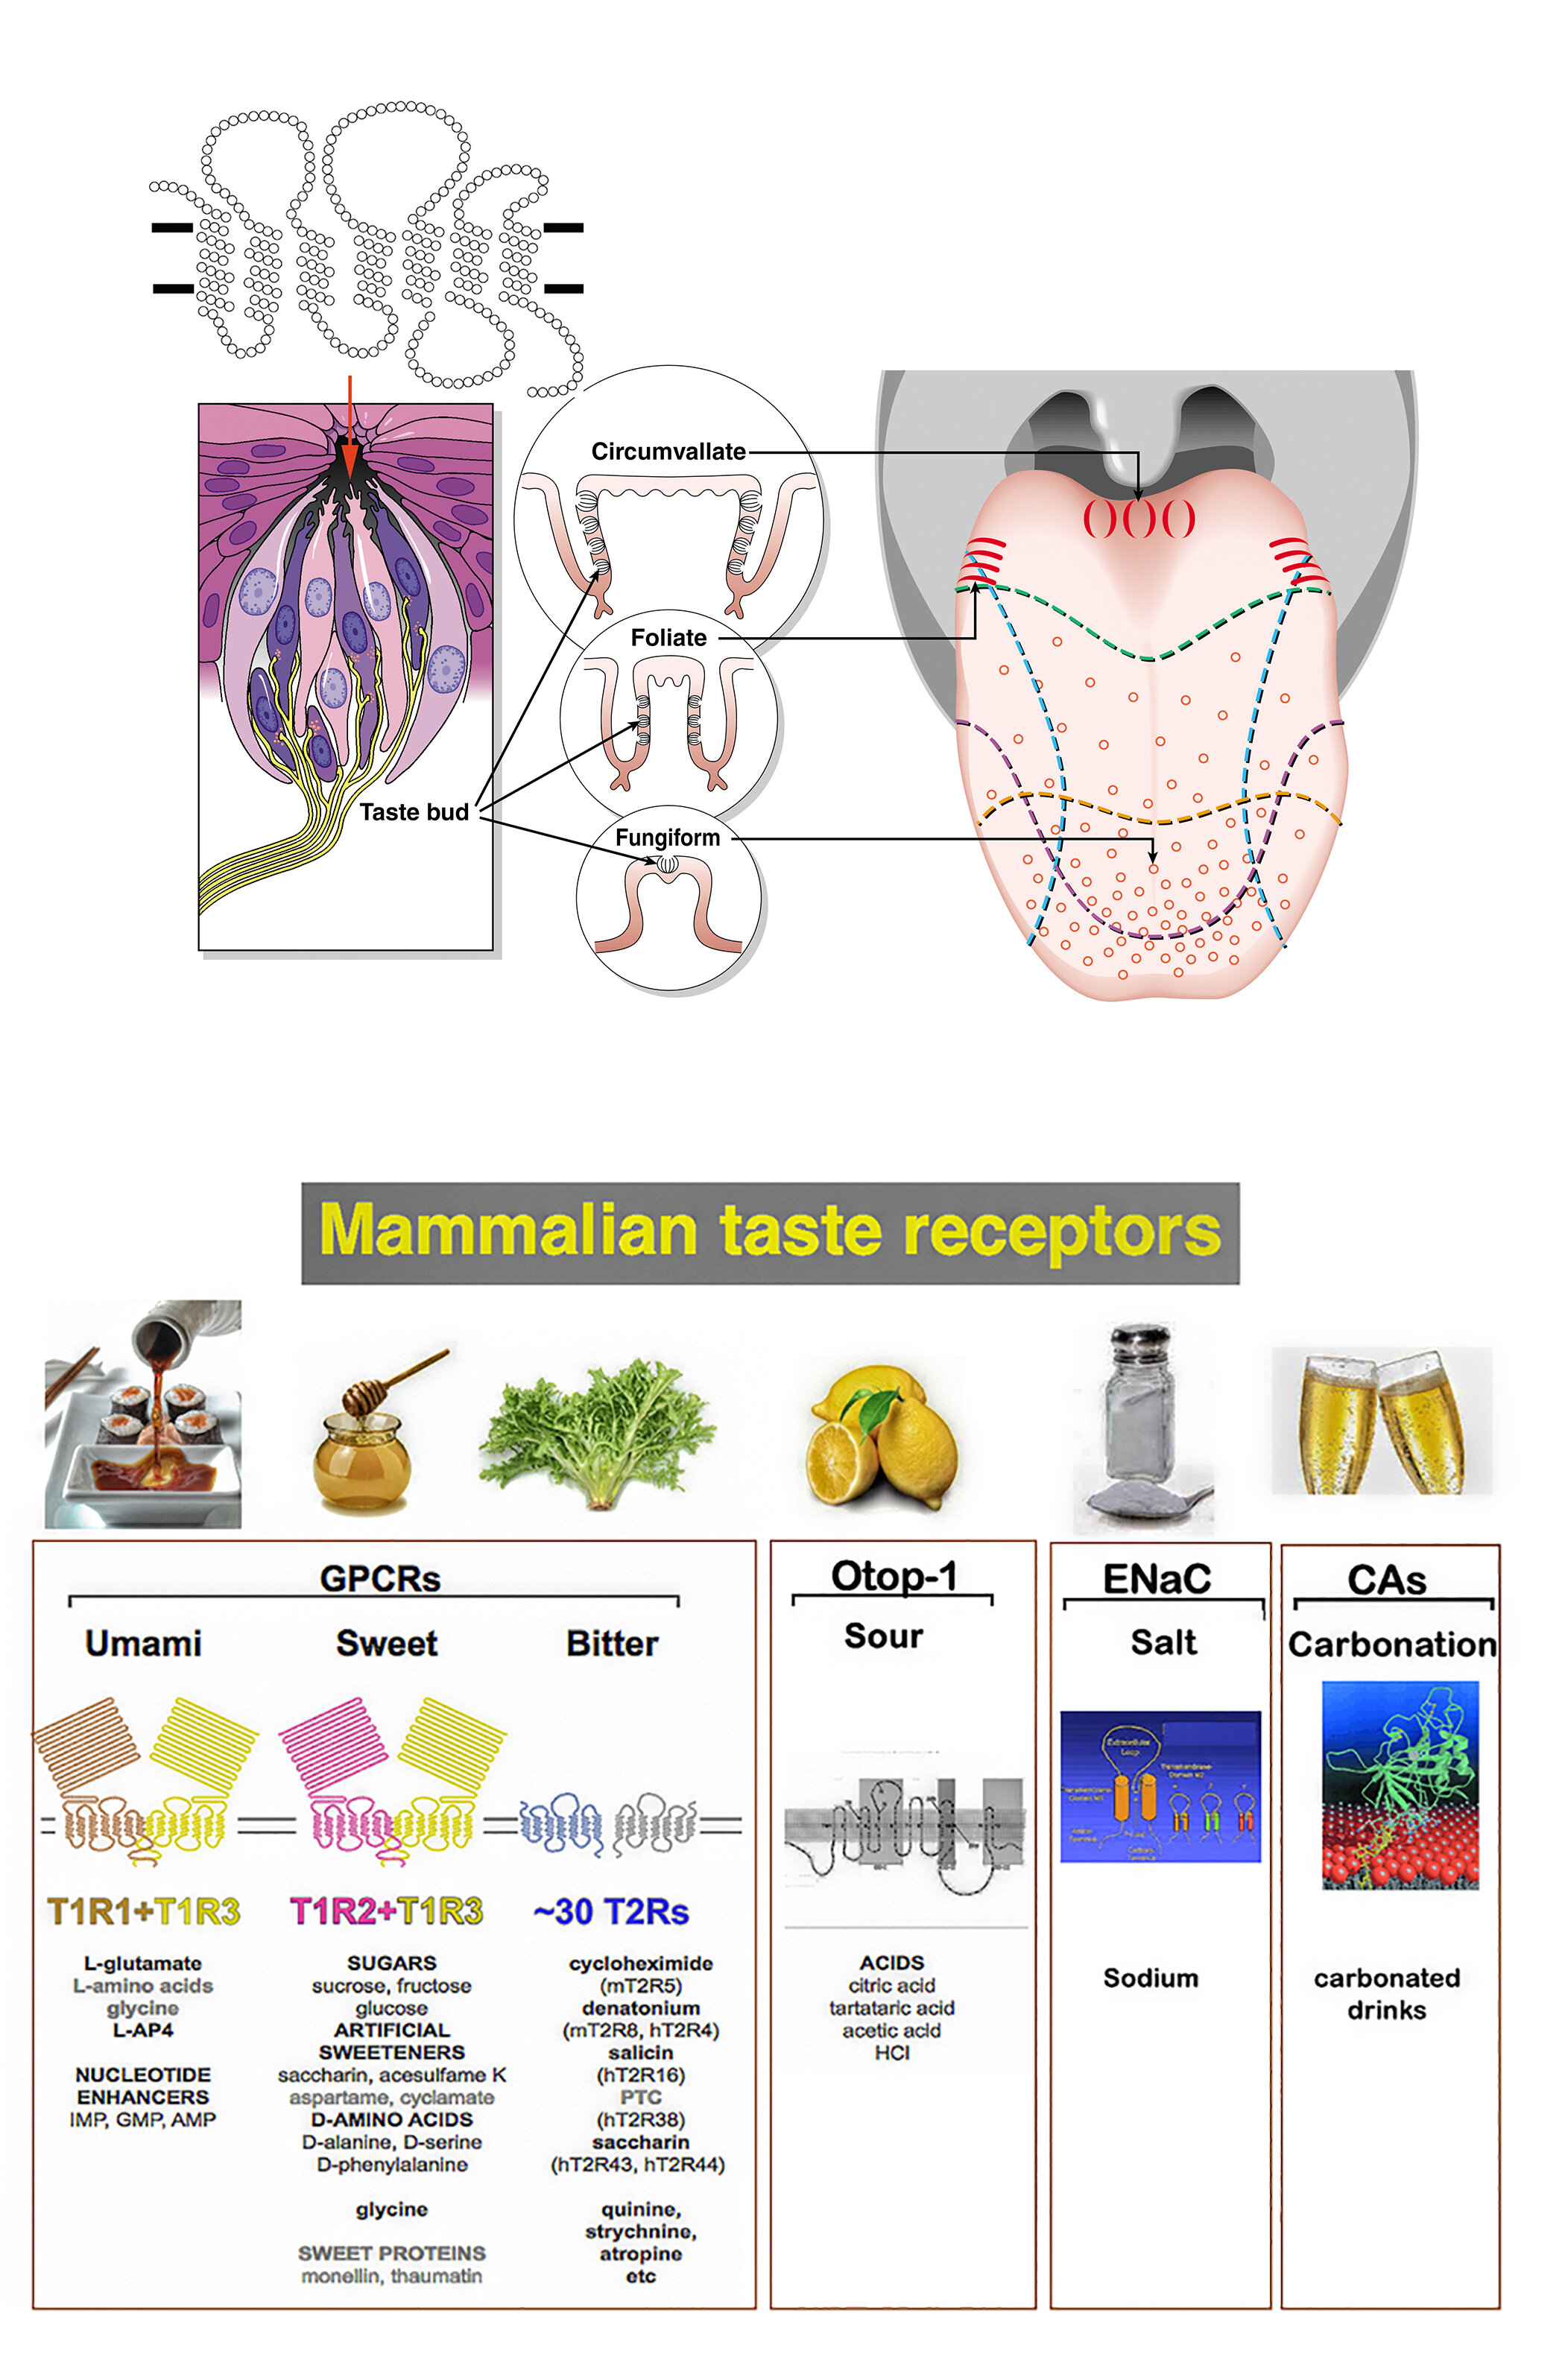 Circumvallate
Foliate
Taste bud
Fungiform
Mammalian taste receptors
GPCRs
Umami
Sweet
Bitter
T1R1+T1R3
T1R2+T1R3
~30 T2Rs
L-glutamate
L-amino acids
glycine
L-AP4
NUCLEOTIDE
ENHANCERS
IMP, GMP, AMP
SUGARS
sucrose, fructose
glucose
ARTIFICIAL
SWEETENERS
saccharin, acesulfame K
aspartame, cyclamate
D-AMINO ACIDS
D-alanine, D-serine
D-phenylalanine
glycine
SWEET PROTEINS
monellin, thaumatin
cycloheximide
(mT2R5)
denatonium
(mT2R8, hT2R4)
salicin
(hT2R16)
PTC
(hT2R38)
saccharin
(hT2R43, hT2R44)
quinine,
strychnine,
atropine
etc
Otop-1
Sour
ACIDS
citric acid
tartataric acid
acetic acid
HCl
ENaC
Salt
Extracellular
Loop
Sodium
CAs
Carbonation
carbonated
drinks